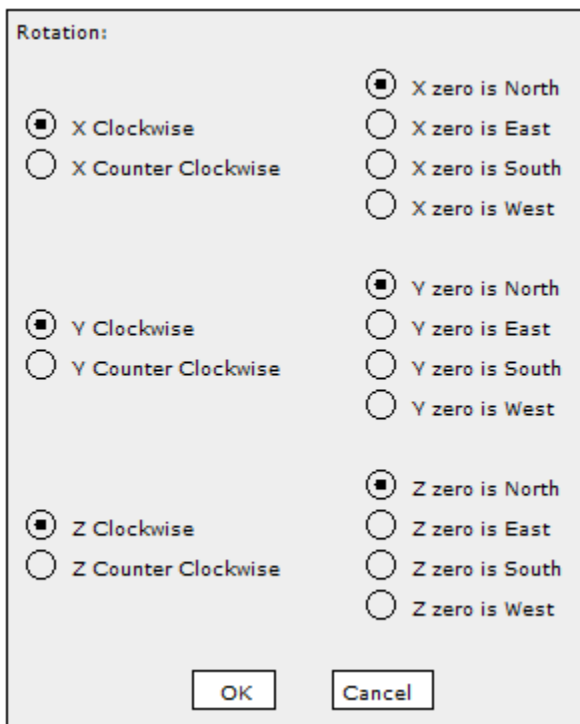 Rotation:
X zero is North
X Clockwise
X zero is East
X Counter Clockwise
X zero is South
X zero is West
Y zero is North
Y Clockwise
Y zero is East
Y Counter Clockwise
Y zero is South
Y zero is West
Z zero is North
Z Clockwise
Z zero is East
Z Counter Clockwise
Z zero is South
Z zero is West
OK
Cancel